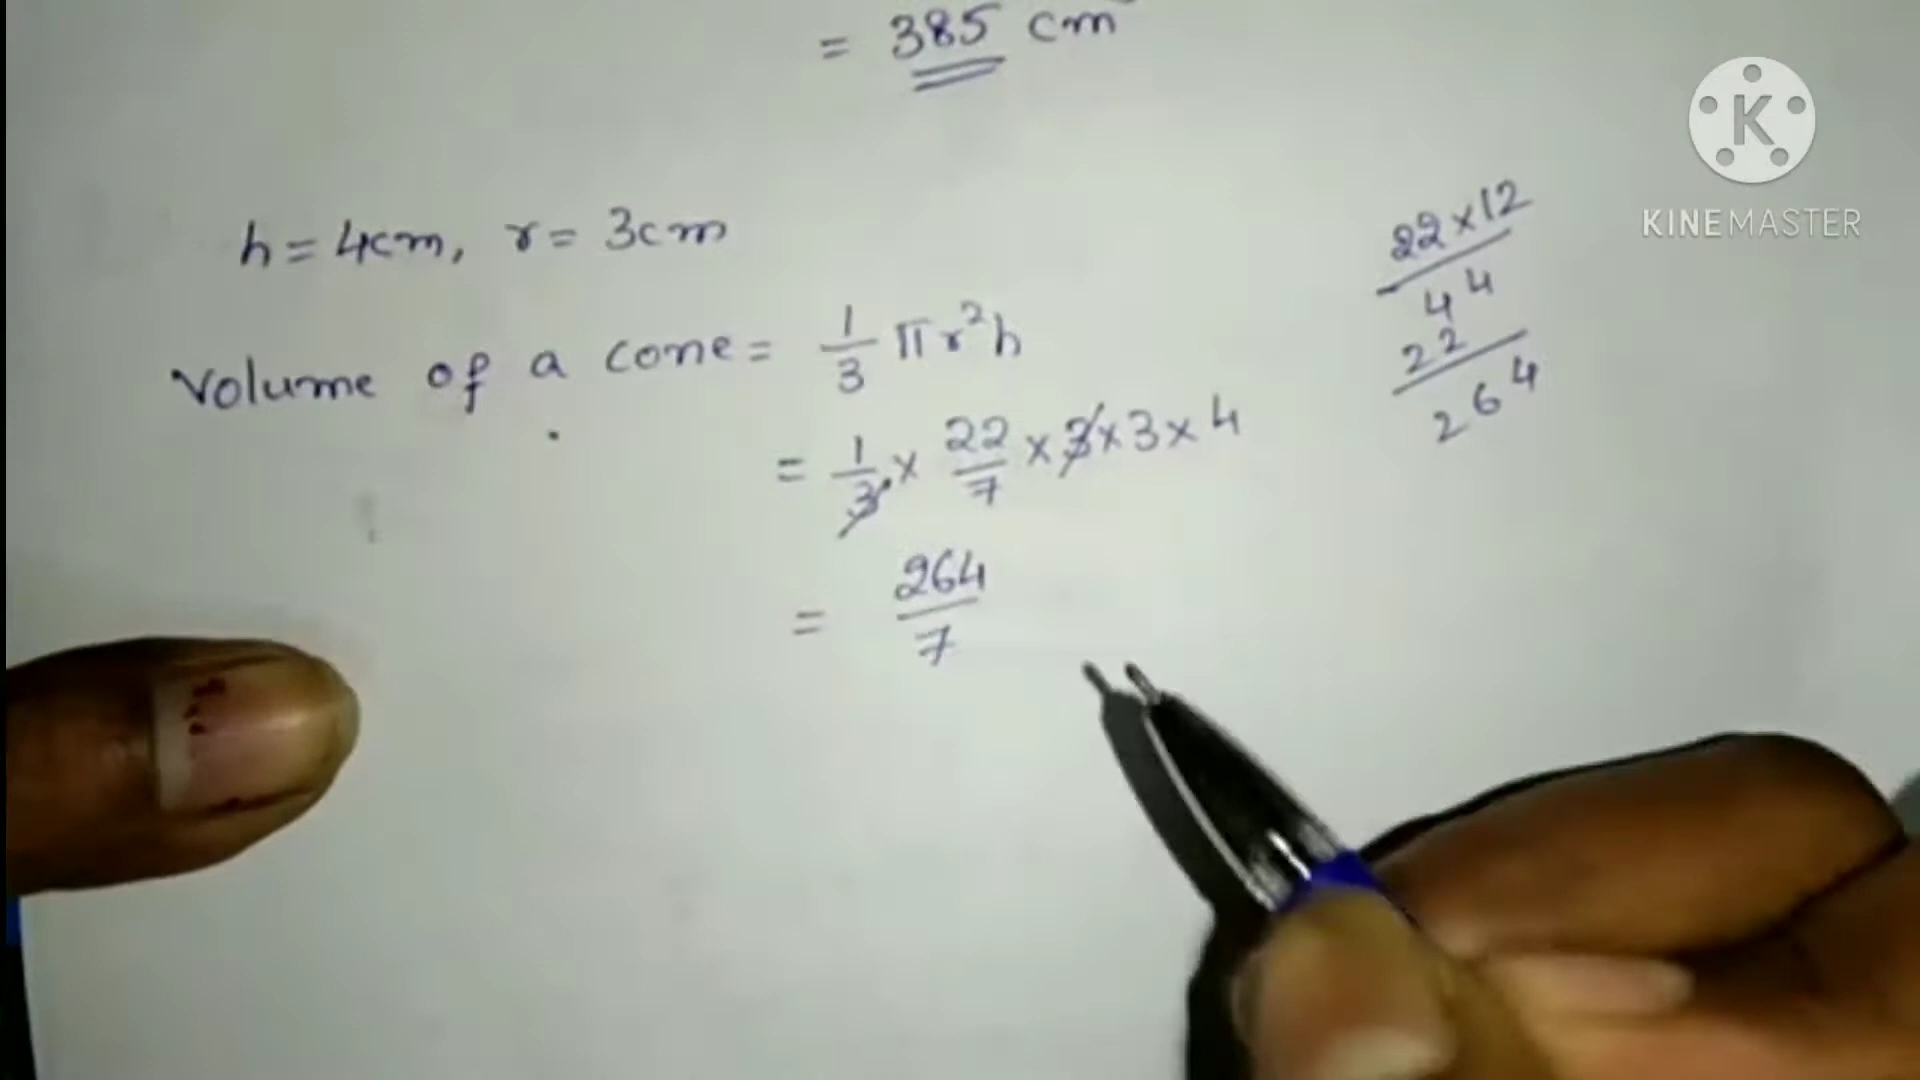 = 385 cm
h = 4cm, r = 3cm
Volume of a cone = 1/3 πr²h
= 1/3 × 22/7 × 3 × 3 × 4
= 264/7
22 × 12
44
22
264
K
KINEMASTER